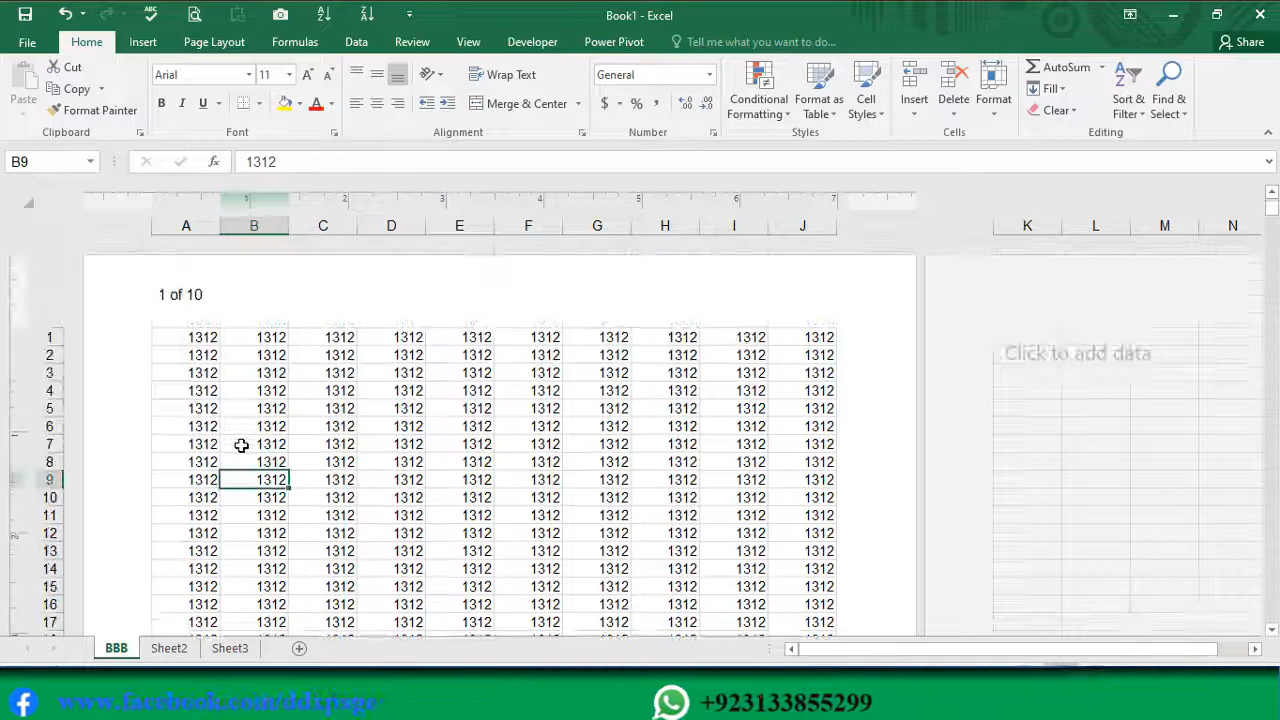 Book1 - Excel
File Home Insert Page Layout Formulas Data Review View Developer Power Pivot Tell me what you want to do... Share
Paste
Cut
Copy
Format Painter
Clipboard
Arial 11
B I U
Font
Wrap Text
Merge & Center
Alignment
General
$ % ,
Number
Conditional Formatting
Format as Table
Cell Styles
Styles
Insert Delete Format
Cells
AutoSum
Fill
Clear
Sort & Filter
Find & Select
Editing
B9 fx 1312
1 2 3 4 5 6 7
A B C D E F G H I J K L M N
1 of 10
1 1312 1312 1312 1312 1312 1312 1312 1312 1312 1312
Click to add data
2 1312 1312 1312 1312 1312 1312 1312 1312 1312 1312
3 1312 1312 1312 1312 1312 1312 1312 1312 1312 1312
4 1312 1312 1312 1312 1312 1312 1312 1312 1312 1312
5 1312 1312 1312 1312 1312 1312 1312 1312 1312 1312
6 1312 1312 1312 1312 1312 1312 1312 1312 1312 1312
7 1312 1312 1312 1312 1312 1312 1312 1312 1312 1312
8 1312 1312 1312 1312 1312 1312 1312 1312 1312 1312
9 1312 1312 1312 1312 1312 1312 1312 1312 1312 1312
10 1312 1312 1312 1312 1312 1312 1312 1312 1312 1312
11 1312 1312 1312 1312 1312 1312 1312 1312 1312 1312
12 1312 1312 1312 1312 1312 1312 1312 1312 1312 1312
13 1312 1312 1312 1312 1312 1312 1312 1312 1312 1312
14 1312 1312 1312 1312 1312 1312 1312 1312 1312 1312
15 1312 1312 1312 1312 1312 1312 1312 1312 1312 1312
16 1312 1312 1312 1312 1312 1312 1312 1312 1312 1312
17 1312 1312 1312 1312 1312 1312 1312 1312 1312 1312
BBB Sheet2 Sheet3
+923133855299